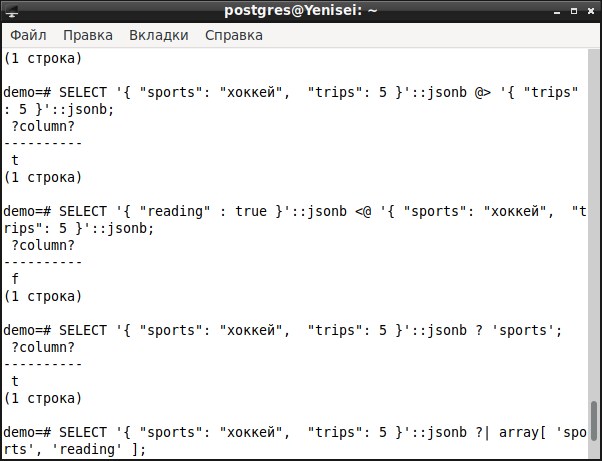 postgres@Yenisei: ~
Файл Правка Вкладки Справка
(1 строка)
demo=# SELECT '{ "sports": "хоккей",  "trips": 5 }'::jsonb @> '{ "trips"
: 5 }'::jsonb;
 ?column?
----------
 t
(1 строка)
demo=# SELECT '{ "reading" : true }'::jsonb <@ '{ "sports": "хоккей",  "t
rips": 5 }'::jsonb;
 ?column?
----------
 f
(1 строка)
demo=# SELECT '{ "sports": "хоккей",  "trips": 5 }'::jsonb ? 'sports';
 ?column?
----------
 t
(1 строка)
demo=# SELECT '{ "sports": "хоккей",  "trips": 5 }'::jsonb ?| array[ 'spo
rts', 'reading' ];